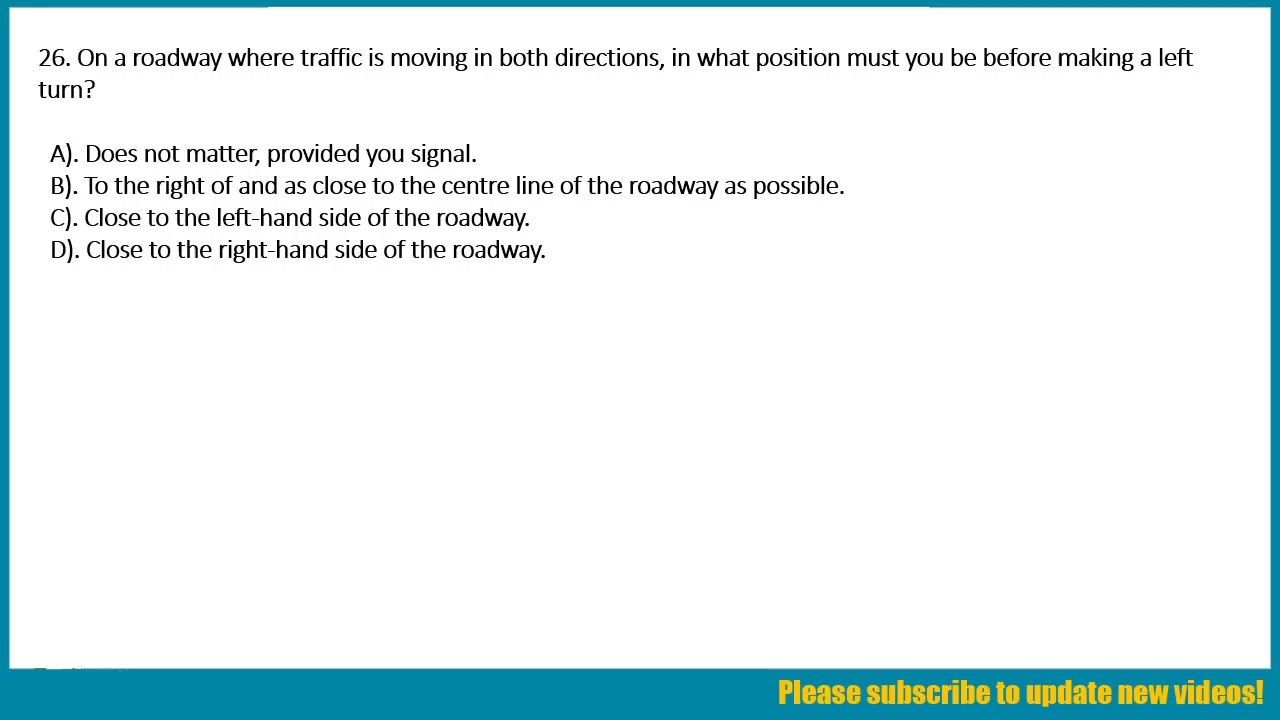 26. On a roadway where traffic is moving in both directions, in what position must you be before making a left
turn?
A). Does not matter, provided you signal.
B). To the right of and as close to the centre line of the roadway as possible.
C). Close to the left-hand side of the roadway.
D). Close to the right-hand side of the roadway.
Please subscribe to update new videos!